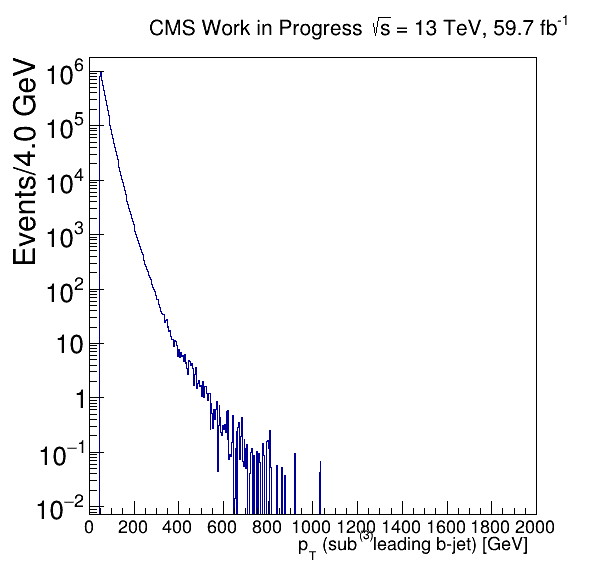 CMS Work in Progress √s = 13 TeV, 59.7 fb⁻¹
Events/4.0 GeV
10⁶
10⁵
10⁴
10³
10²
10
1
10⁻¹
10⁻²
0 200 400 600 800 1000 1200 1400 1600 1800 2000
p_T (sub⁽³⁾leading b-jet) [GeV]